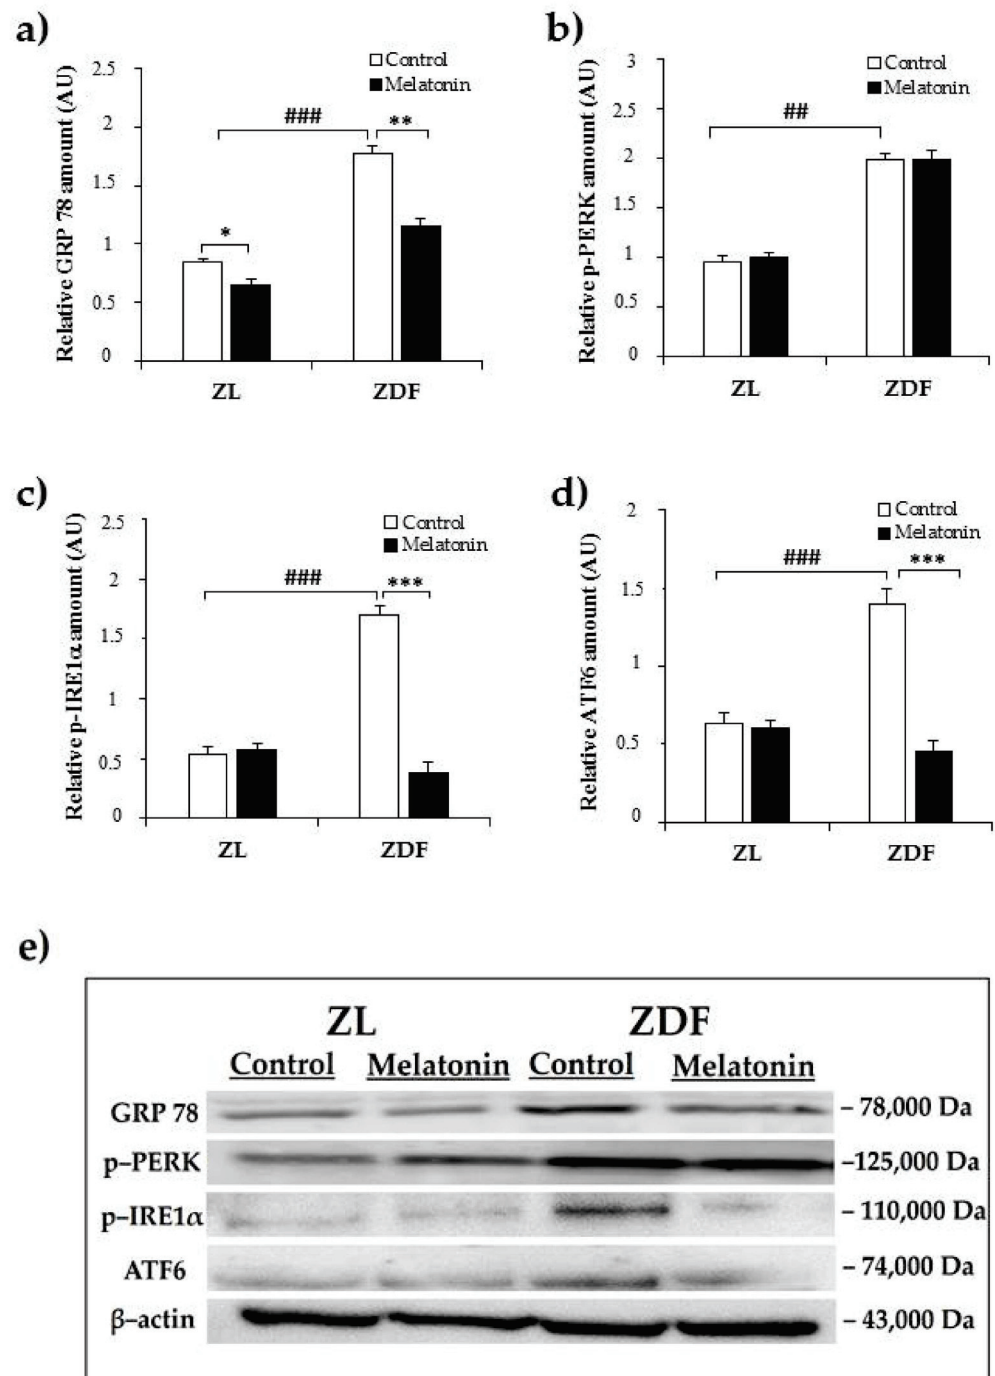 a)
Relative GRP 78 amount (AU)
2.5
2
1.5
1
0.5
0
Control
Melatonin
###
**
*
ZL
ZDF
b)
Relative p-PERK amount (AU)
3
2.5
2
1.5
1
0.5
0
Control
Melatonin
##
ZL
ZDF
c)
Relative p-IRE1α amount (AU)
2.5
2
1.5
1
0.5
0
Control
Melatonin
###
***
ZL
ZDF
d)
Relative ATF6 amount (AU)
2
1.5
1
0.5
0
Control
Melatonin
###
***
ZL
ZDF
e)
ZL ZDF
Control Melatonin Control Melatonin
GRP 78 – 78,000 Da
p–PERK –125,000 Da
p–IRE1α – 110,000 Da
ATF6 – 74,000 Da
β–actin – 43,000 Da